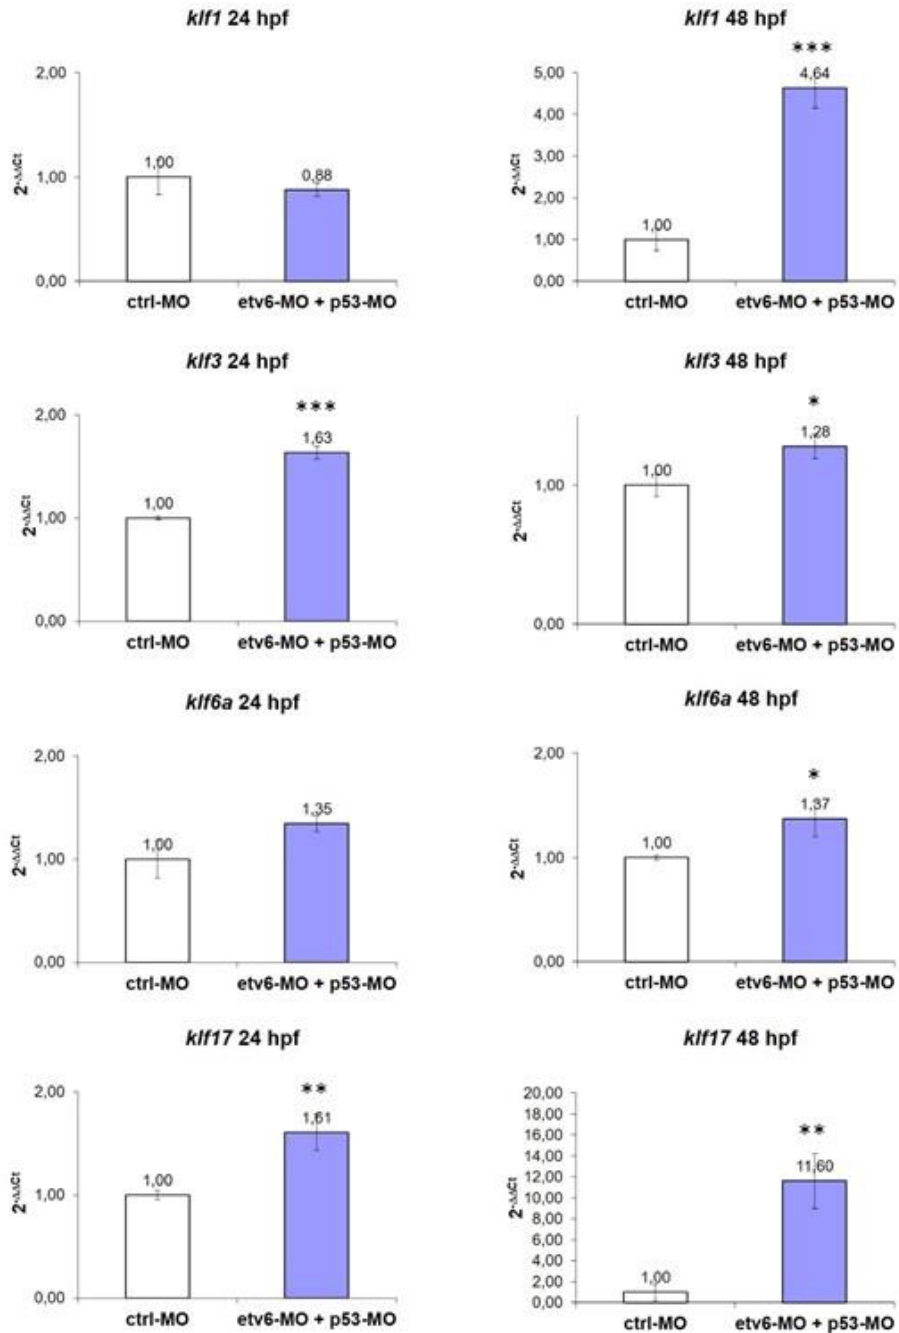 klf1 24 hpf
2,00
1,00
0,00
2-ΔΔCt
1,00
0,88
ctrl-MO
etv6-MO + p53-MO
klf1 48 hpf
***
5,00
4,00
3,00
2,00
1,00
0,00
2-ΔΔCt
1,00
4,64
ctrl-MO
etv6-MO + p53-MO
klf3 24 hpf
***
2,00
1,00
0,00
2-ΔΔCt
1,00
1,63
ctrl-MO
etv6-MO + p53-MO
klf3 48 hpf
*
1,00
0,00
2-ΔΔCt
1,00
1,28
ctrl-MO
etv6-MO + p53-MO
klf6a 24 hpf
2,00
1,00
0,00
2-ΔΔCt
1,00
1,35
ctrl-MO
etv6-MO + p53-MO
klf6a 48 hpf
*
2,00
1,00
0,00
2-ΔΔCt
1,00
1,37
ctrl-MO
etv6-MO + p53-MO
klf17 24 hpf
**
2,00
1,00
0,00
2-ΔΔCt
1,00
1,61
ctrl-MO
etv6-MO + p53-MO
klf17 48 hpf
**
20,00
18,00
16,00
14,00
12,00
10,00
8,00
6,00
4,00
2,00
0,00
2-ΔΔCt
1,00
11,60
ctrl-MO
etv6-MO + p53-MO